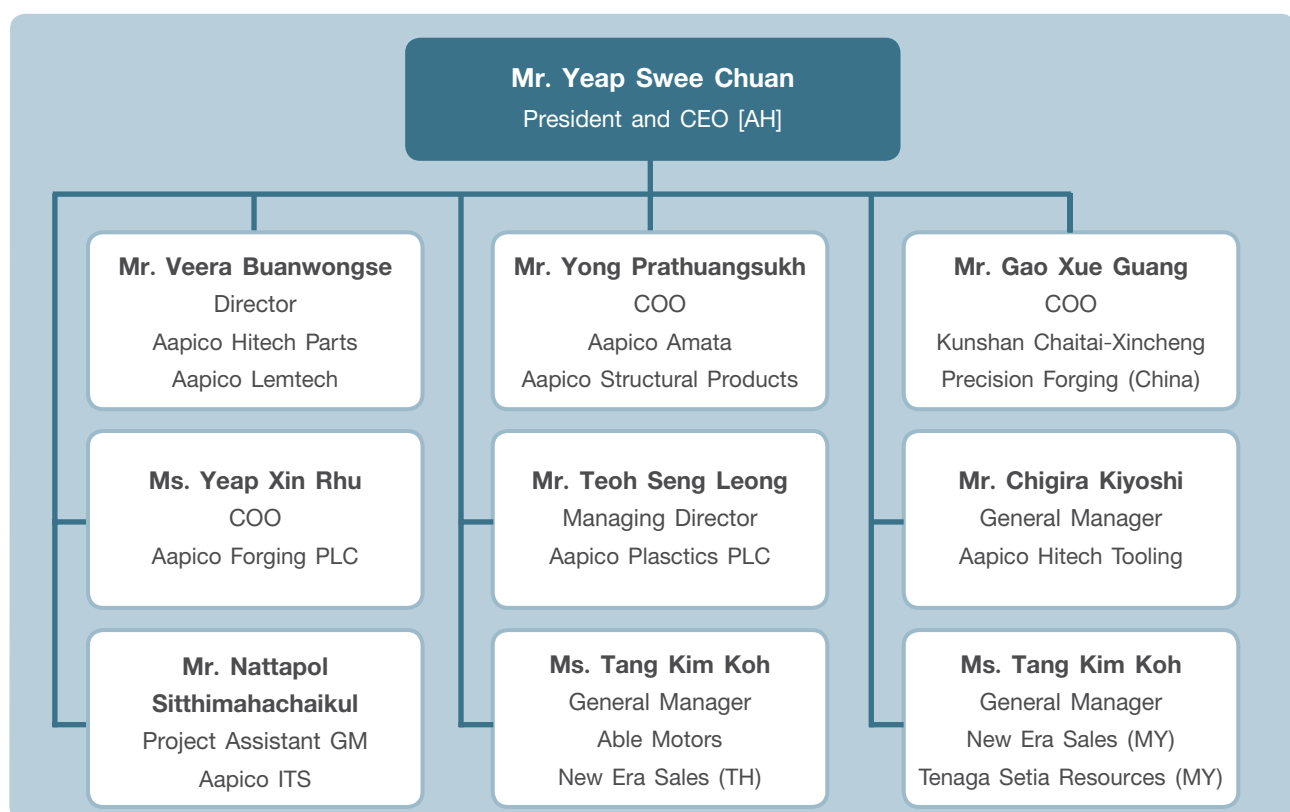 Mr. Yeap Swee Chuan
President and CEO [AH]
Mr. Veera Buanwongse
Director
Aapico Hitech Parts
Aapico Lemtech
Mr. Yong Prathuangsukh
COO
Aapico Amata
Aapico Structural Products
Mr. Gao Xue Guang
COO
Kunshan Chaitai-Xincheng
Precision Forging (China)
Ms. Yeap Xin Rhu
COO
Aapico Forging PLC
Mr. Teoh Seng Leong
Managing Director
Aapico Plasctics PLC
Mr. Chigira Kiyoshi
General Manager
Aapico Hitech Tooling
Mr. Nattapol
Sitthimahachaikul
Project Assistant GM
Aapico ITS
Ms. Tang Kim Koh
General Manager
Able Motors
New Era Sales (TH)
Ms. Tang Kim Koh
General Manager
New Era Sales (MY)
Tenaga Setia Resources (MY)